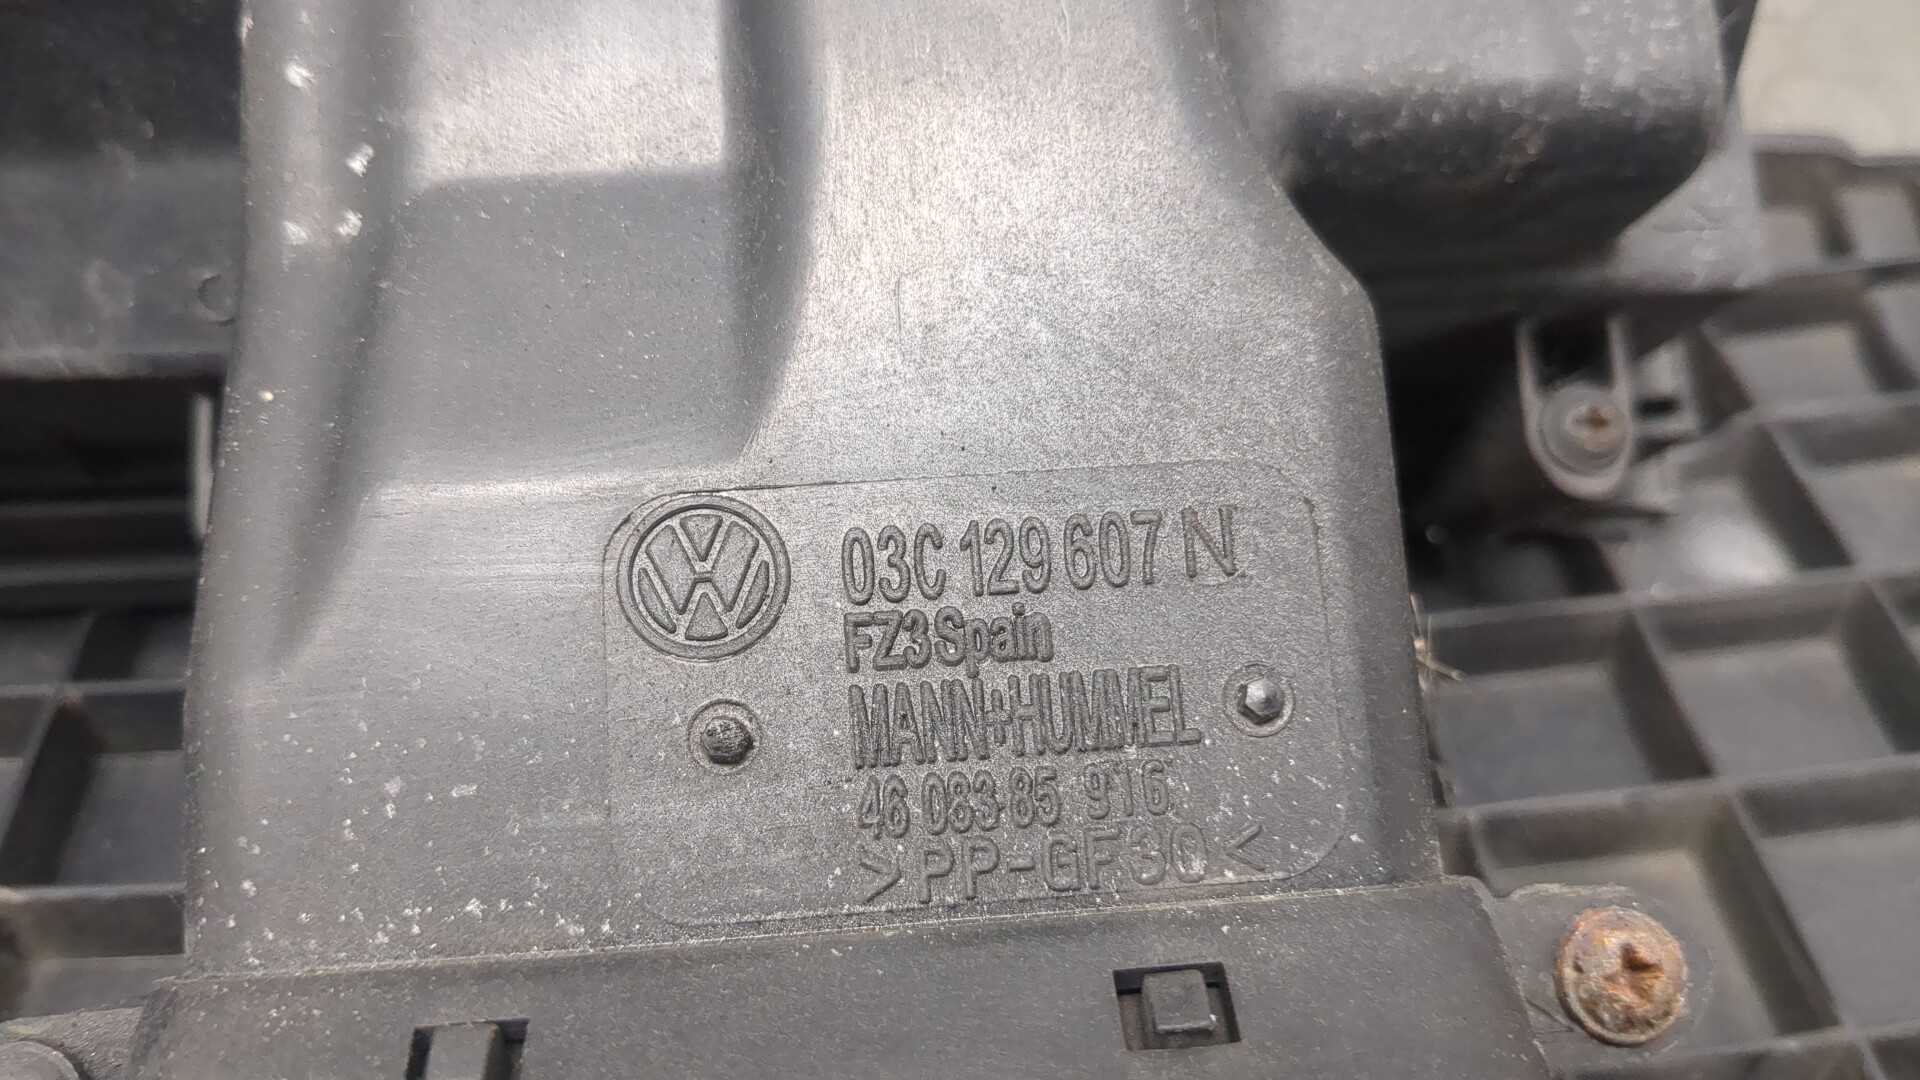 03C 129 607 N
FZ3 Spain
MANN+HUMMEL
46 083 85 916
>PP-GF30<